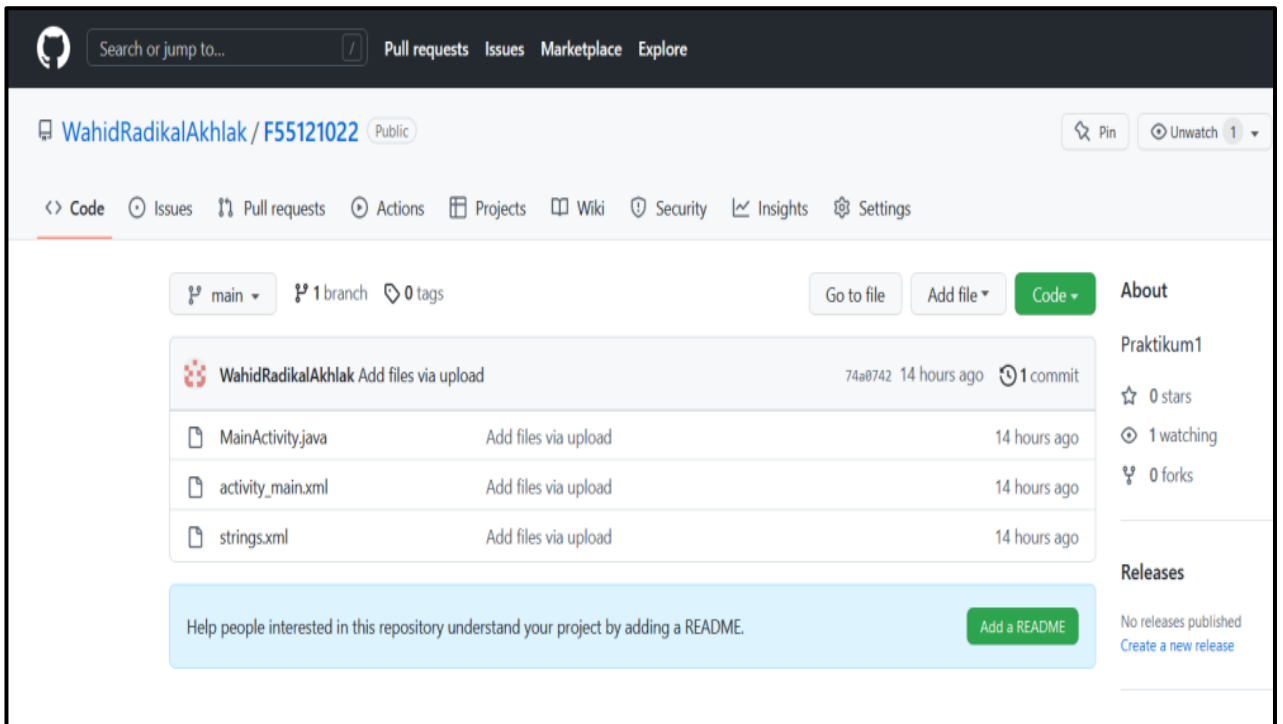 Search or jump to... / Pull requests Issues Marketplace Explore
WahidRadikalAkhlak / F55121022 Public Pin Unwatch 1
<> Code Issues Pull requests Actions Projects Wiki Security Insights Settings
main 1 branch 0 tags Go to file Add file Code
WahidRadikalAkhlak Add files via upload 74a0742 14 hours ago 1 commit
MainActivity.java Add files via upload 14 hours ago
activity_main.xml Add files via upload 14 hours ago
strings.xml Add files via upload 14 hours ago
Help people interested in this repository understand your project by adding a README. Add a README
About
Praktikum1
0 stars
1 watching
0 forks
Releases
No releases published
Create a new release